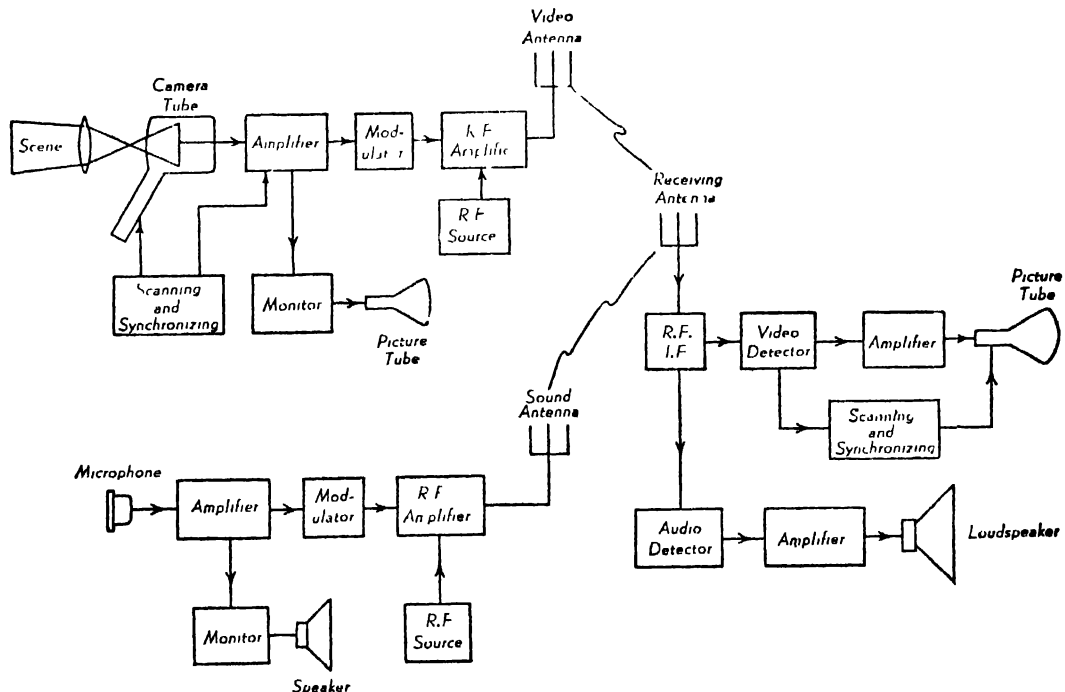 Video
Antenna
Camera
Tube
Scene
Amplifier
Mod-
ulator
R F
Amplifie
R F
Source
Scanning
and
Synchronizing
Monitor
Picture
Tube
Receiving
Antenna
R.F.
I.F
Video
Detector
Amplifier
Picture
Tube
Scanning
and
Synchronizing
Sound
Antenna
Microphone
Amplifier
Mod-
ulator
R F
Amplifier
R.F
Source
Monitor
Speaker
Audio
Detector
Amplifier
Loudspeaker